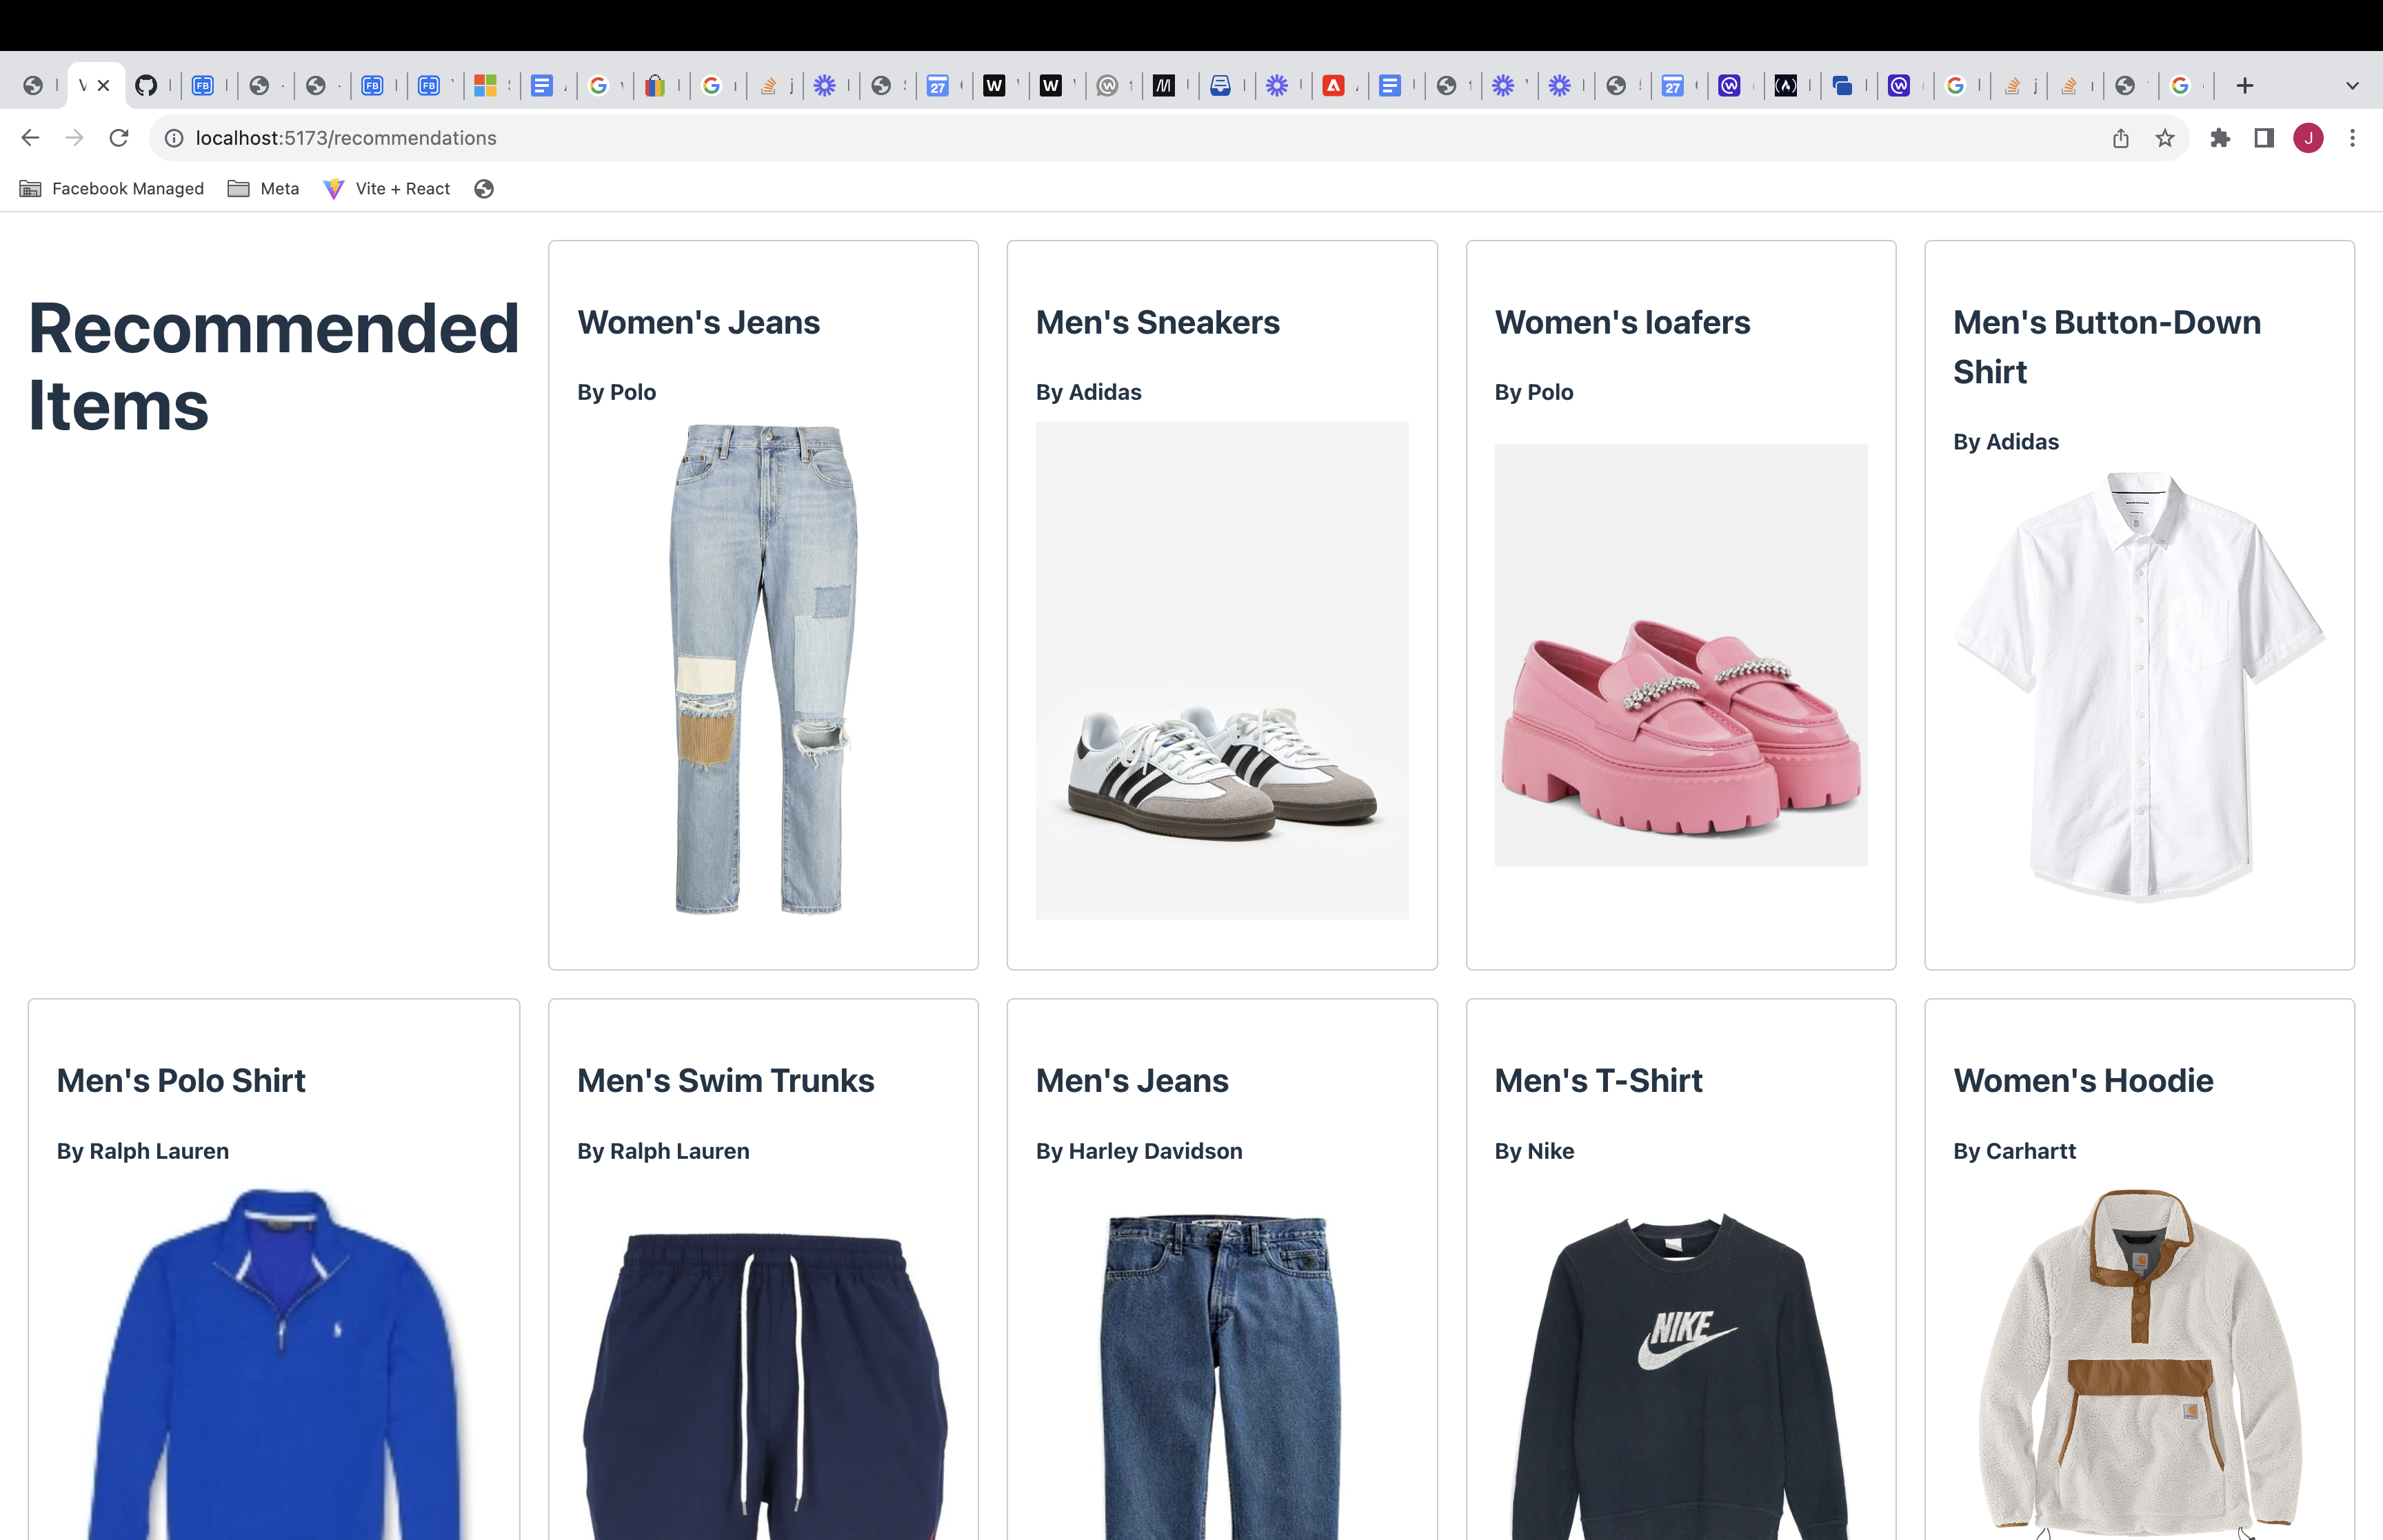 localhost:5173/recommendations
Facebook Managed
Meta
Vite + React
J
Recommended
Items
Women's Jeans
By Polo
Men's Sneakers
By Adidas
Women's loafers
By Polo
Men's Button-Down
Shirt
By Adidas
Men's Polo Shirt
By Ralph Lauren
Men's Swim Trunks
By Ralph Lauren
Men's Jeans
By Harley Davidson
Men's T-Shirt
By Nike
NIKE
Women's Hoodie
By Carhartt